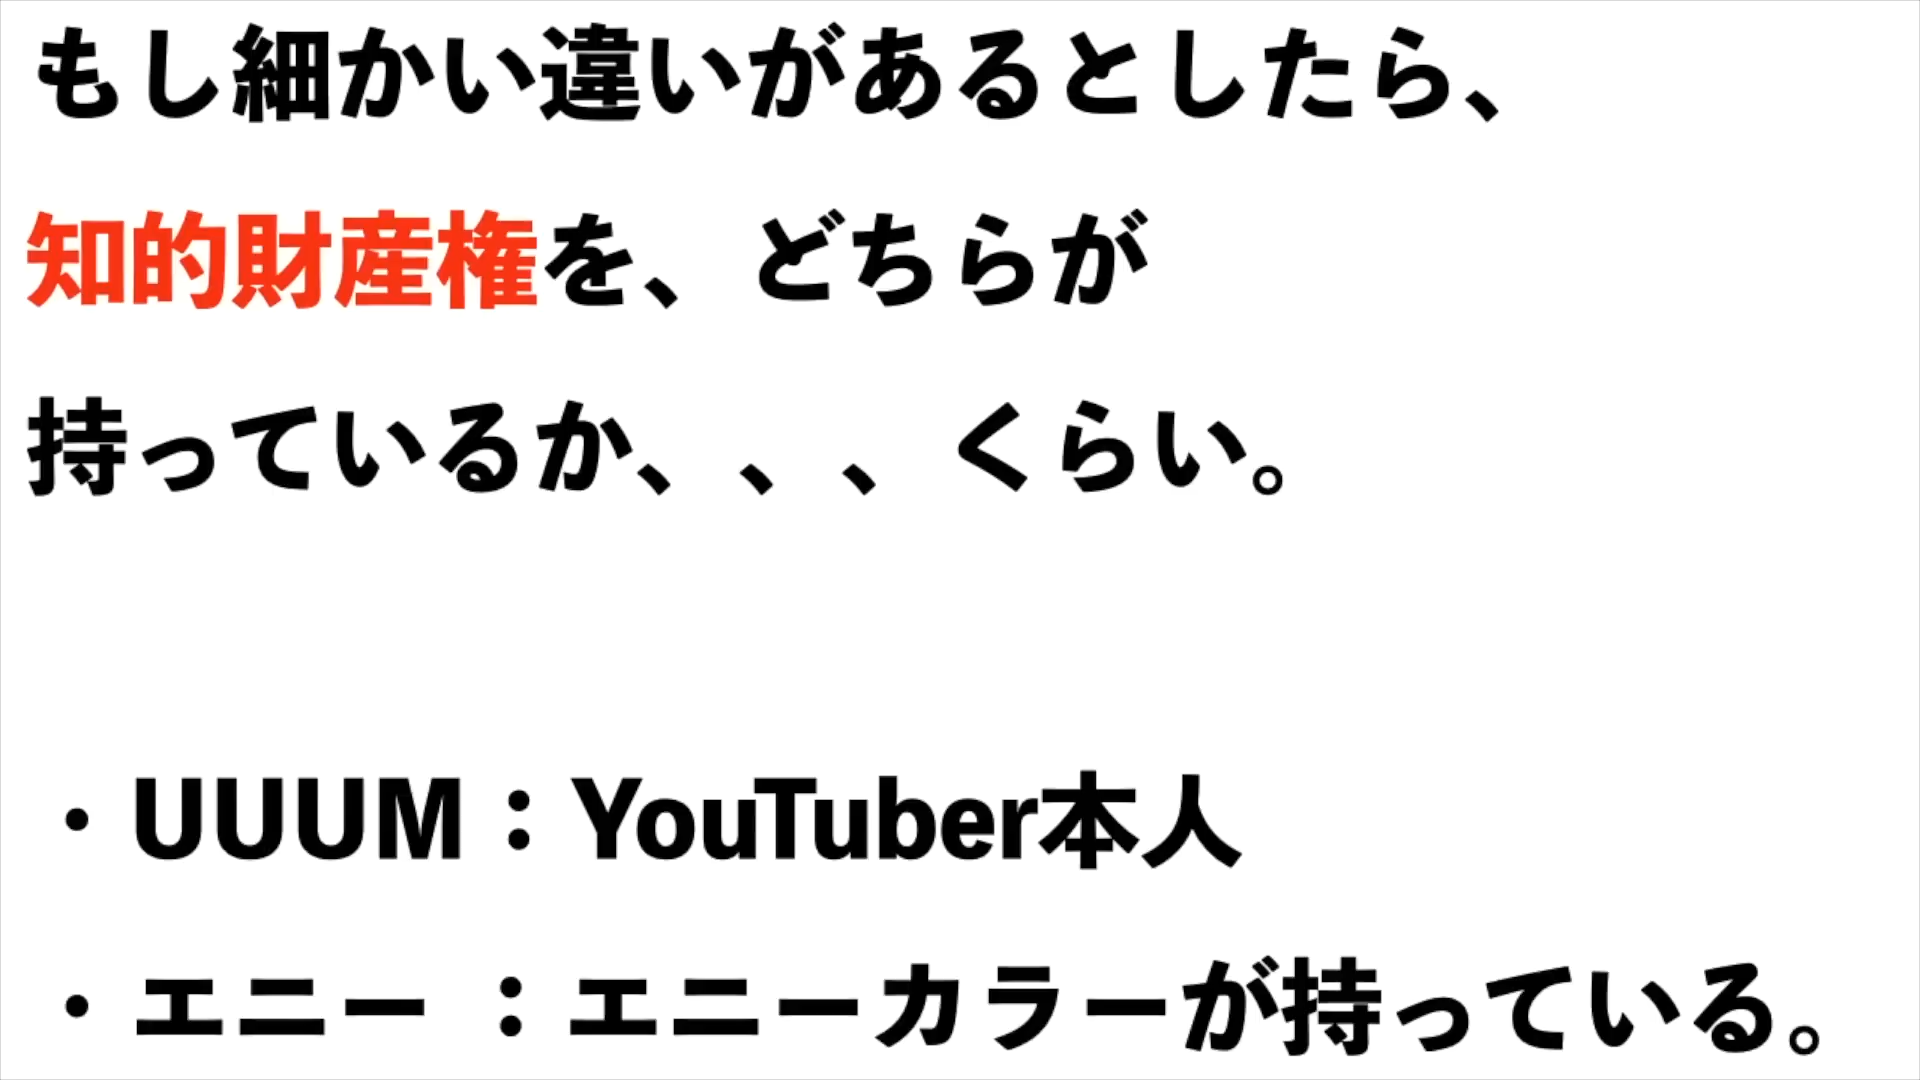 もし細かい違いがあるとしたら、
知的財産権を、どちらが
持っているか、、、くらい。
・UUUM：YouTuber本人
・エニー ：エニーカラーが持っている。